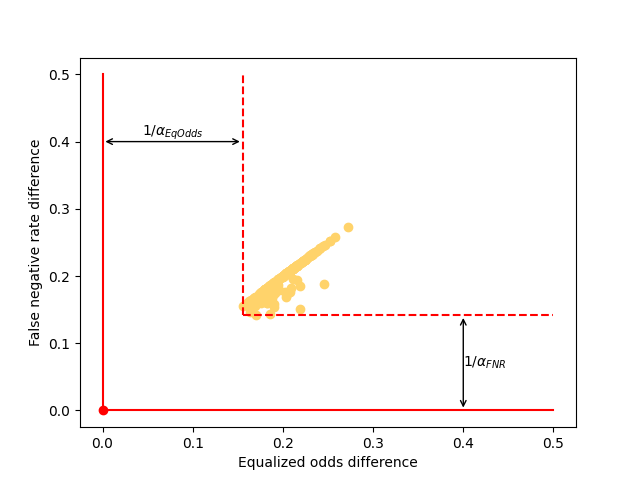 0.5
0.4
0.3
0.2
0.1
0.0
False negative rate difference
1/α_EqOdds
1/α_FNR
0.0 0.1 0.2 0.3 0.4 0.5
Equalized odds difference